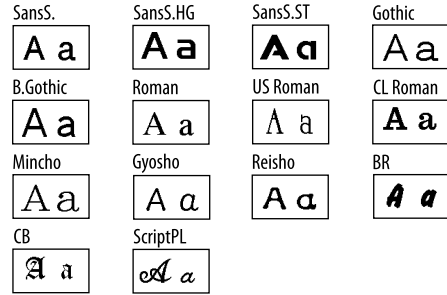 SansS. SansS.HG SansS.ST Gothic
A a A a A a A a
B.Gothic Roman US Roman CL Roman
A a A a A a A a
Mincho Gyosho Reisho BR
A a A a A a A a
CB ScriptPL
A a A a